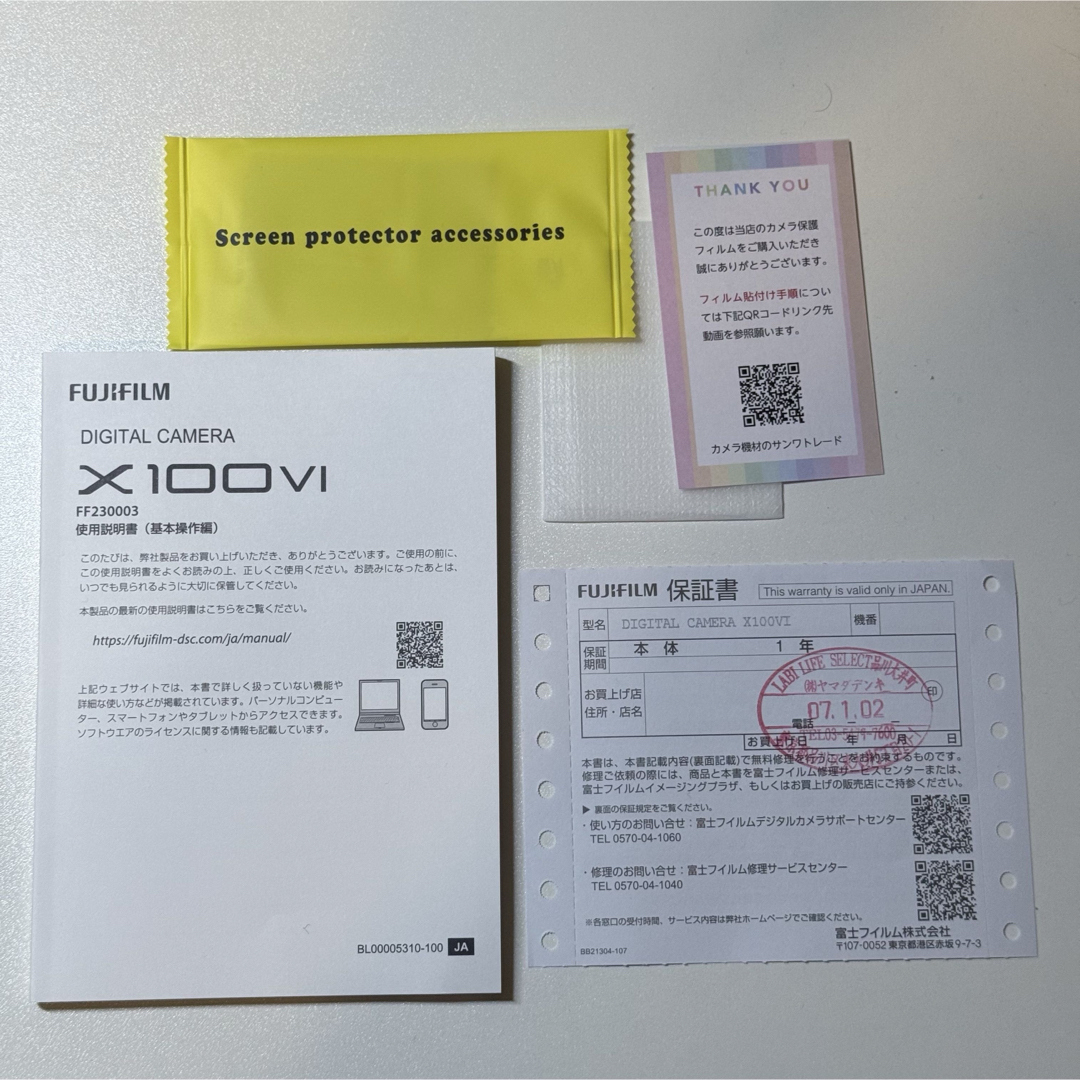 Screen protector accessories
THANK YOU
この度は当店のカメラ保護
フィルムをご購入いただき
誠にありがとうございます。
フィルム貼付け手順につい
ては下記QRコードリンク先
動画を参照願います。
カメラ機材のサンワトレード
FUJIFILM
DIGITAL CAMERA
X100VI
FF230003
使用説明書（基本操作編）
このたびは、弊社製品をお買い上げいただき、ありがとうございます。ご使用の前に、
この使用説明書をよくお読みの上、正しくご使用ください。お読みになったあとは、
いつでも見られるように大切に保管してください。
本製品の最新の使用説明書はこちらをご覧ください。
https://fujifilm-dsc.com/ja/manual/
上記ウェブサイトでは、本書で詳しく扱っていない機能や
詳細な使い方などが掲載されています。パーソナルコンピュー
ター、スマートフォンやタブレットからアクセスできます。
ソフトウエアのライセンスに関する情報も記載しています。
BL00005310-100 JA
FUJIFILM 保証書 This warranty is valid only in JAPAN.
型名 DIGITAL CAMERA X100VI 機番
保証期間 本体 1年
お買上げ店
住所・店名
LABI LIFE SELECT品川大井町
㈱ヤマダデンキ
07.1.02
印
電話 － －
お買上げ日 年 月 日
本書は、本書記載内容(裏面記載)で無料修理を行うことをお約束するものです。
修理ご依頼の際には、商品と本書を富士フイルム修理サービスセンターまたは、
富士フイルムイメージングプラザ、もしくはお買上げの販売店にご持参ください。
▶ 裏面の保証規定をご覧ください。
・使い方のお問い合せ：富士フイルムデジタルカメラサポートセンター
TEL 0570-04-1060
・修理のお問い合せ：富士フイルム修理サービスセンター
TEL 0570-04-1040
※各窓口の受付時間、サービス内容は弊社ホームページでご確認ください。
富士フイルム株式会社
BB21304-107
〒107-0052 東京都港区赤坂9-7-3